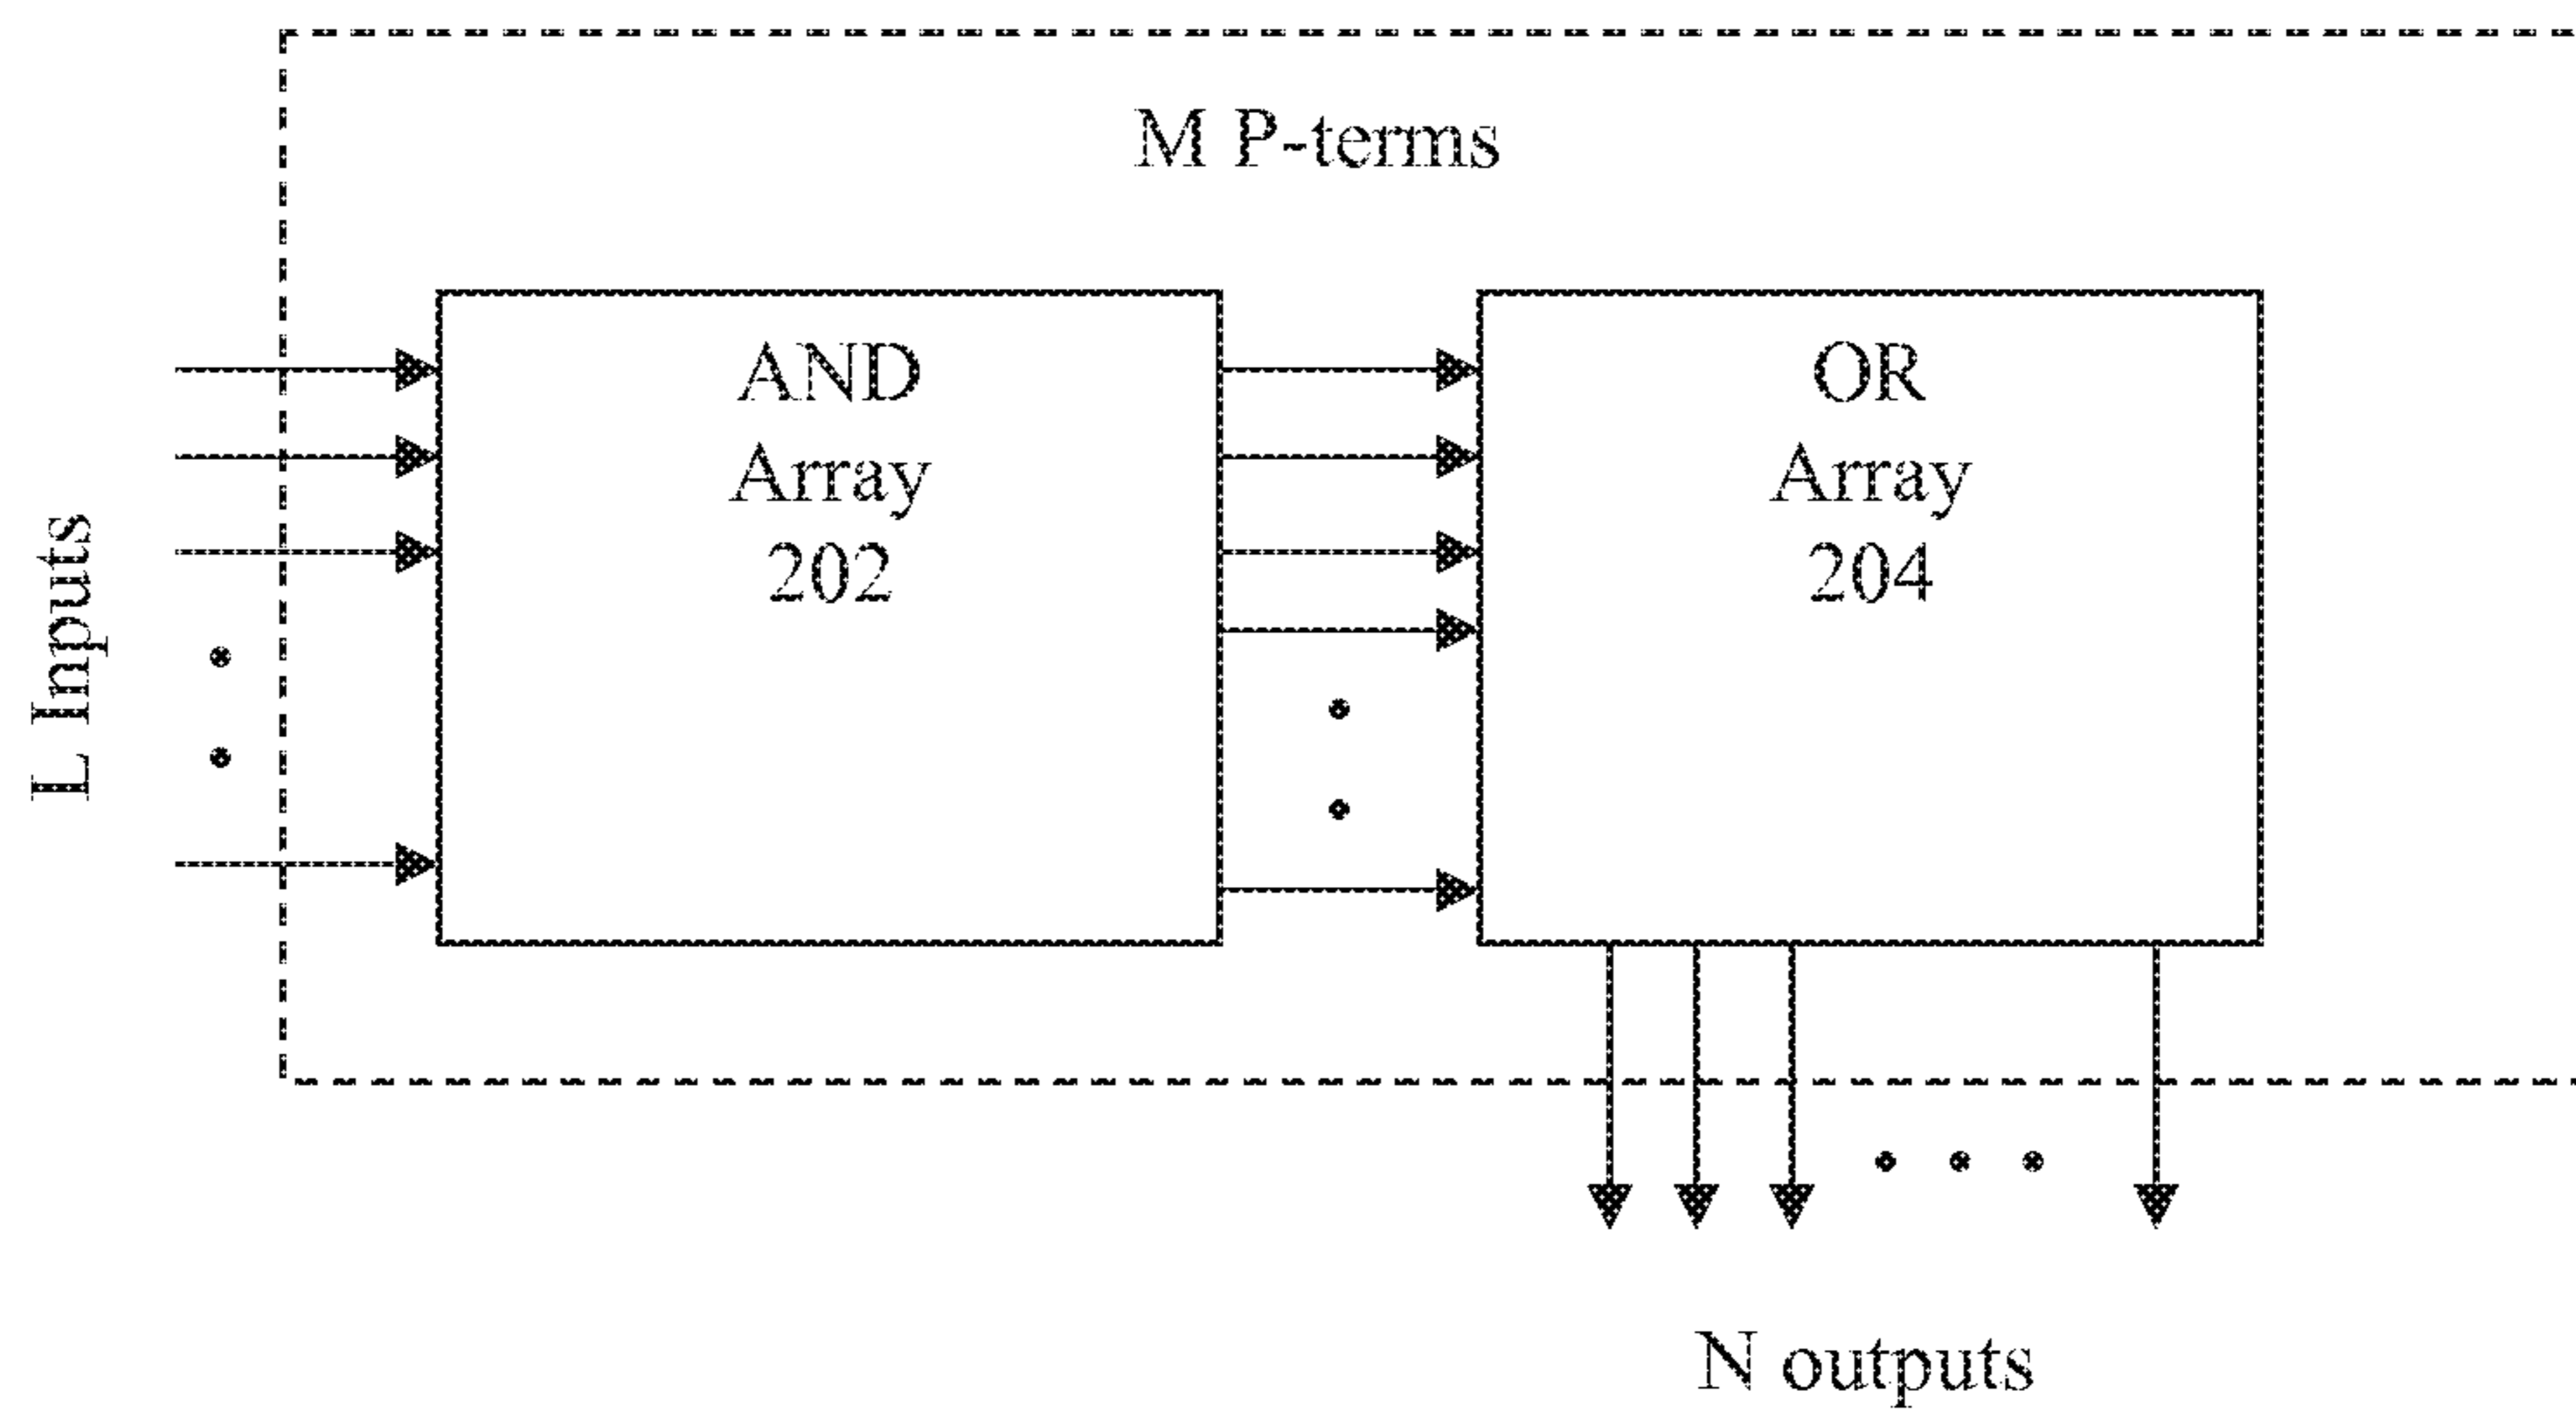 M P-terms
L Inputs
AND
Array
202
OR
Array
204
N outputs